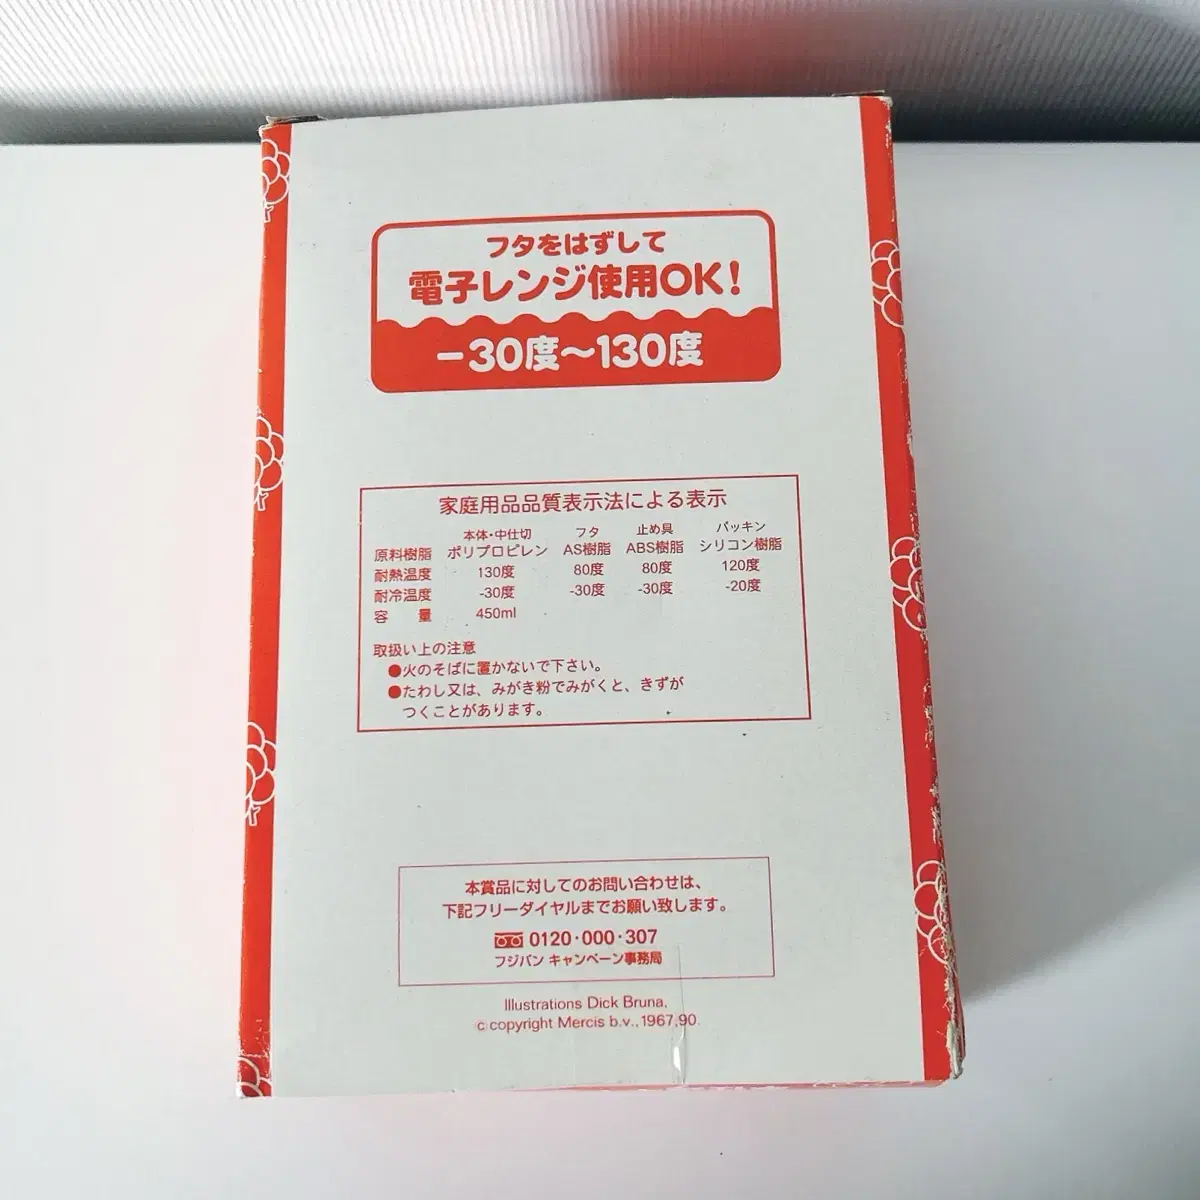 フタをはずして
電子レンジ使用OK!
－30度～130度
家庭用品品質表示法による表示
本体・中仕切 フタ 止め具 パッキン
原料樹脂 ポリプロピレン AS樹脂 ABS樹脂 シリコン樹脂
耐熱温度 130度 80度 80度 120度
耐冷温度 -30度 -30度 -30度 -20度
容 量 450ml
取扱い上の注意
●火のそばに置かないで下さい。
●たわし又は、みがき粉でみがくと、きずが
つくことがあります。
本賞品に対してのお問い合わせは、
下記フリーダイヤルまでお願い致します。
0120・000・307
フジパン キャンペーン事務局
Illustrations Dick Bruna.
© copyright Mercis b.v.,1967,90.